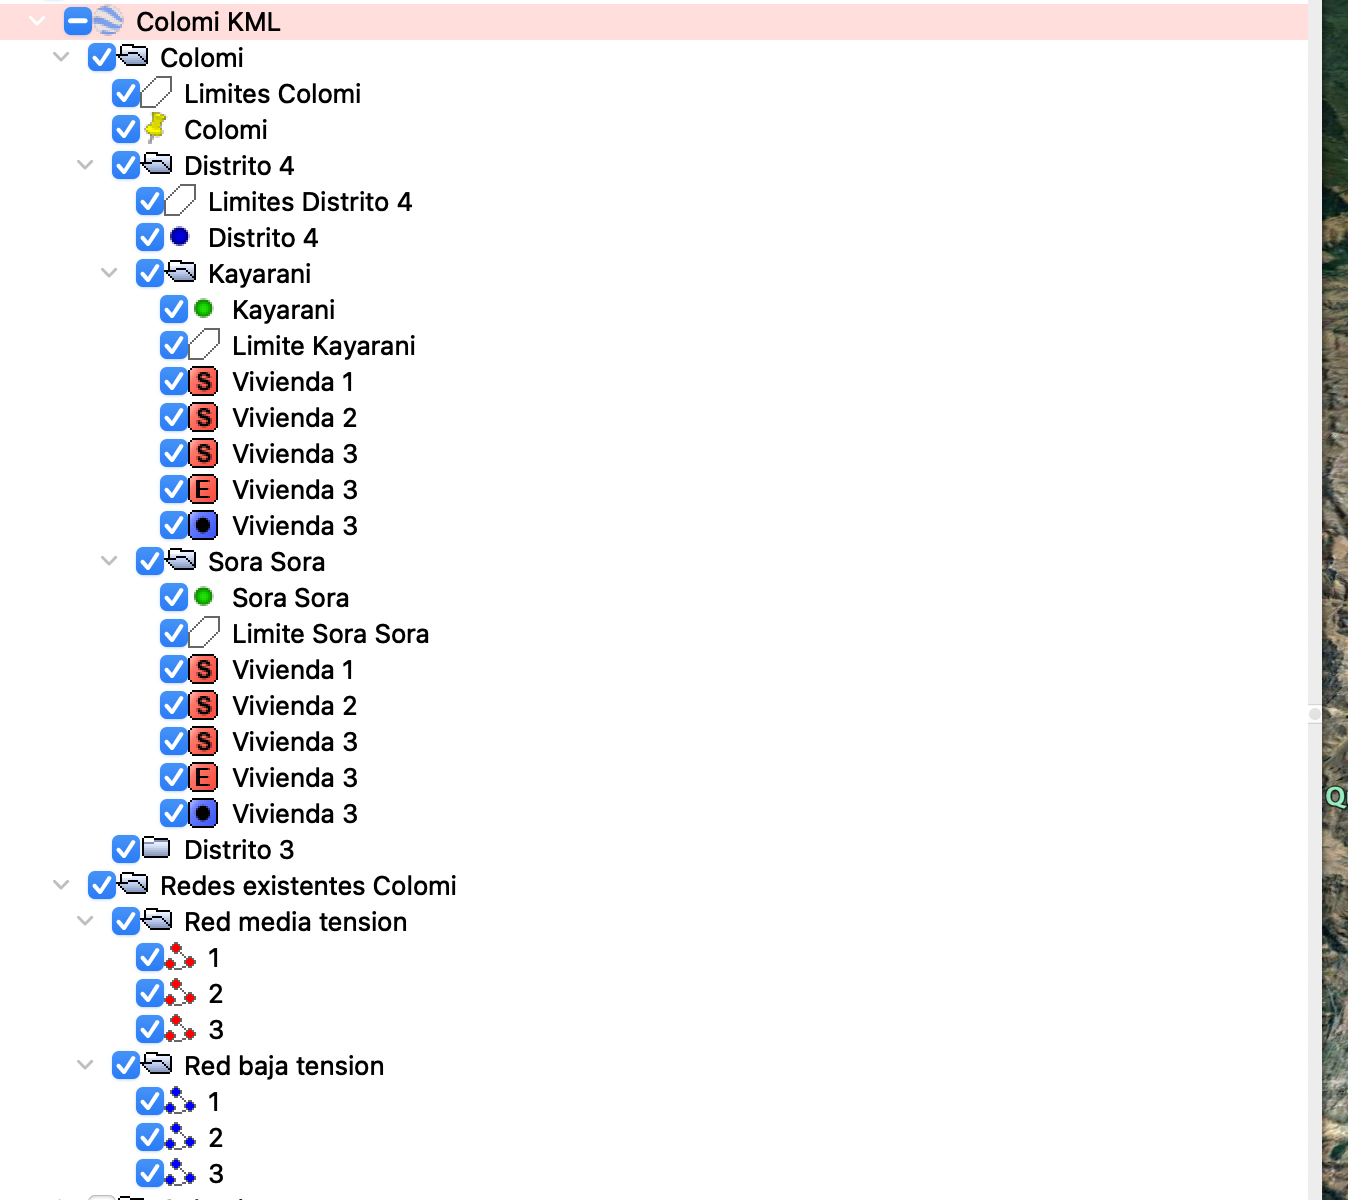 Colomi KML
Colomi
Limites Colomi
Colomi
Distrito 4
Limites Distrito 4
Distrito 4
Kayarani
Kayarani
Limite Kayarani
S Vivienda 1
S Vivienda 2
S Vivienda 3
E Vivienda 3
Vivienda 3
Sora Sora
Sora Sora
Limite Sora Sora
S Vivienda 1
S Vivienda 2
S Vivienda 3
E Vivienda 3
Vivienda 3
Distrito 3
Redes existentes Colomi
Red media tension
1
2
3
Red baja tension
1
2
3